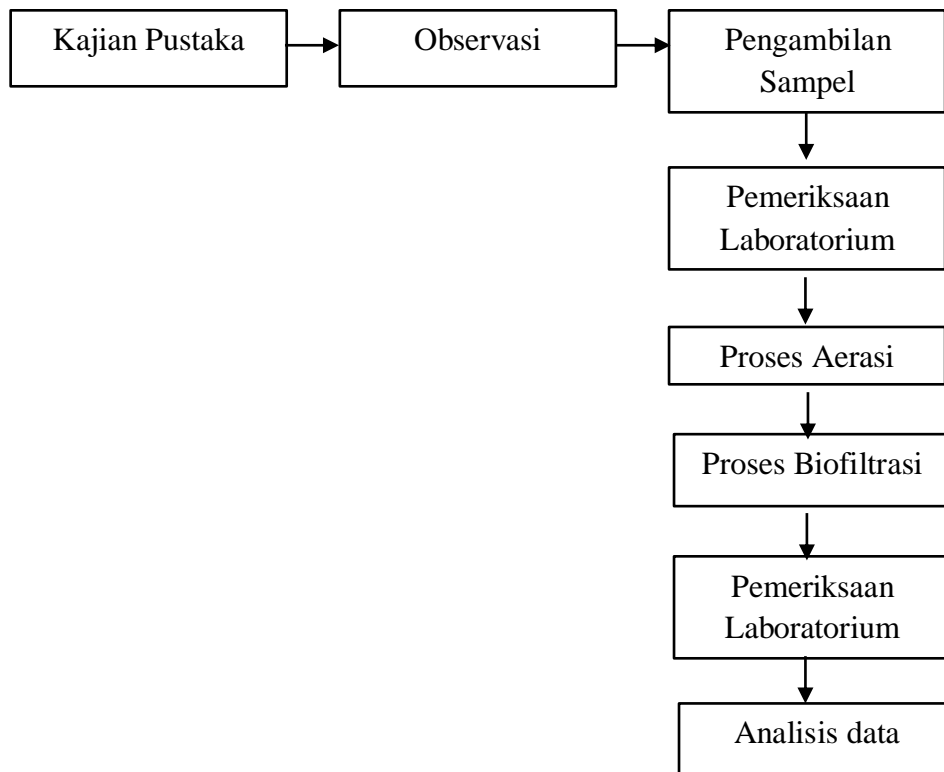 Kajian Pustaka
Observasi
Pengambilan
Sampel
Pemeriksaan
Laboratorium
Proses Aerasi
Proses Biofiltrasi
Pemeriksaan
Laboratorium
Analisis data